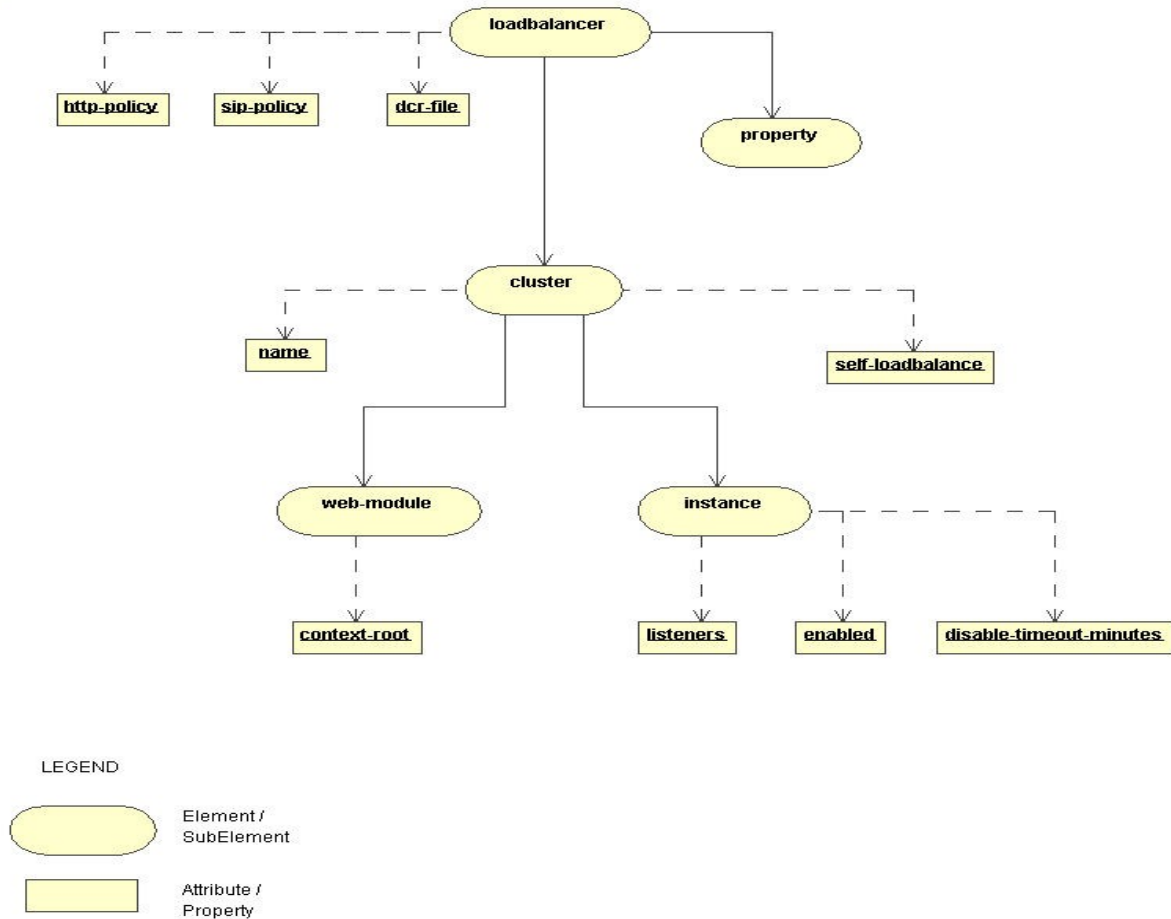 loadbalancer
http-policy
sip-policy
dcr-file
property
cluster
name
self-loadbalance
web-module
instance
context-root
listeners
enabled
disable-timeout-minutes
LEGEND
Element /
SubElement
Attribute /
Property